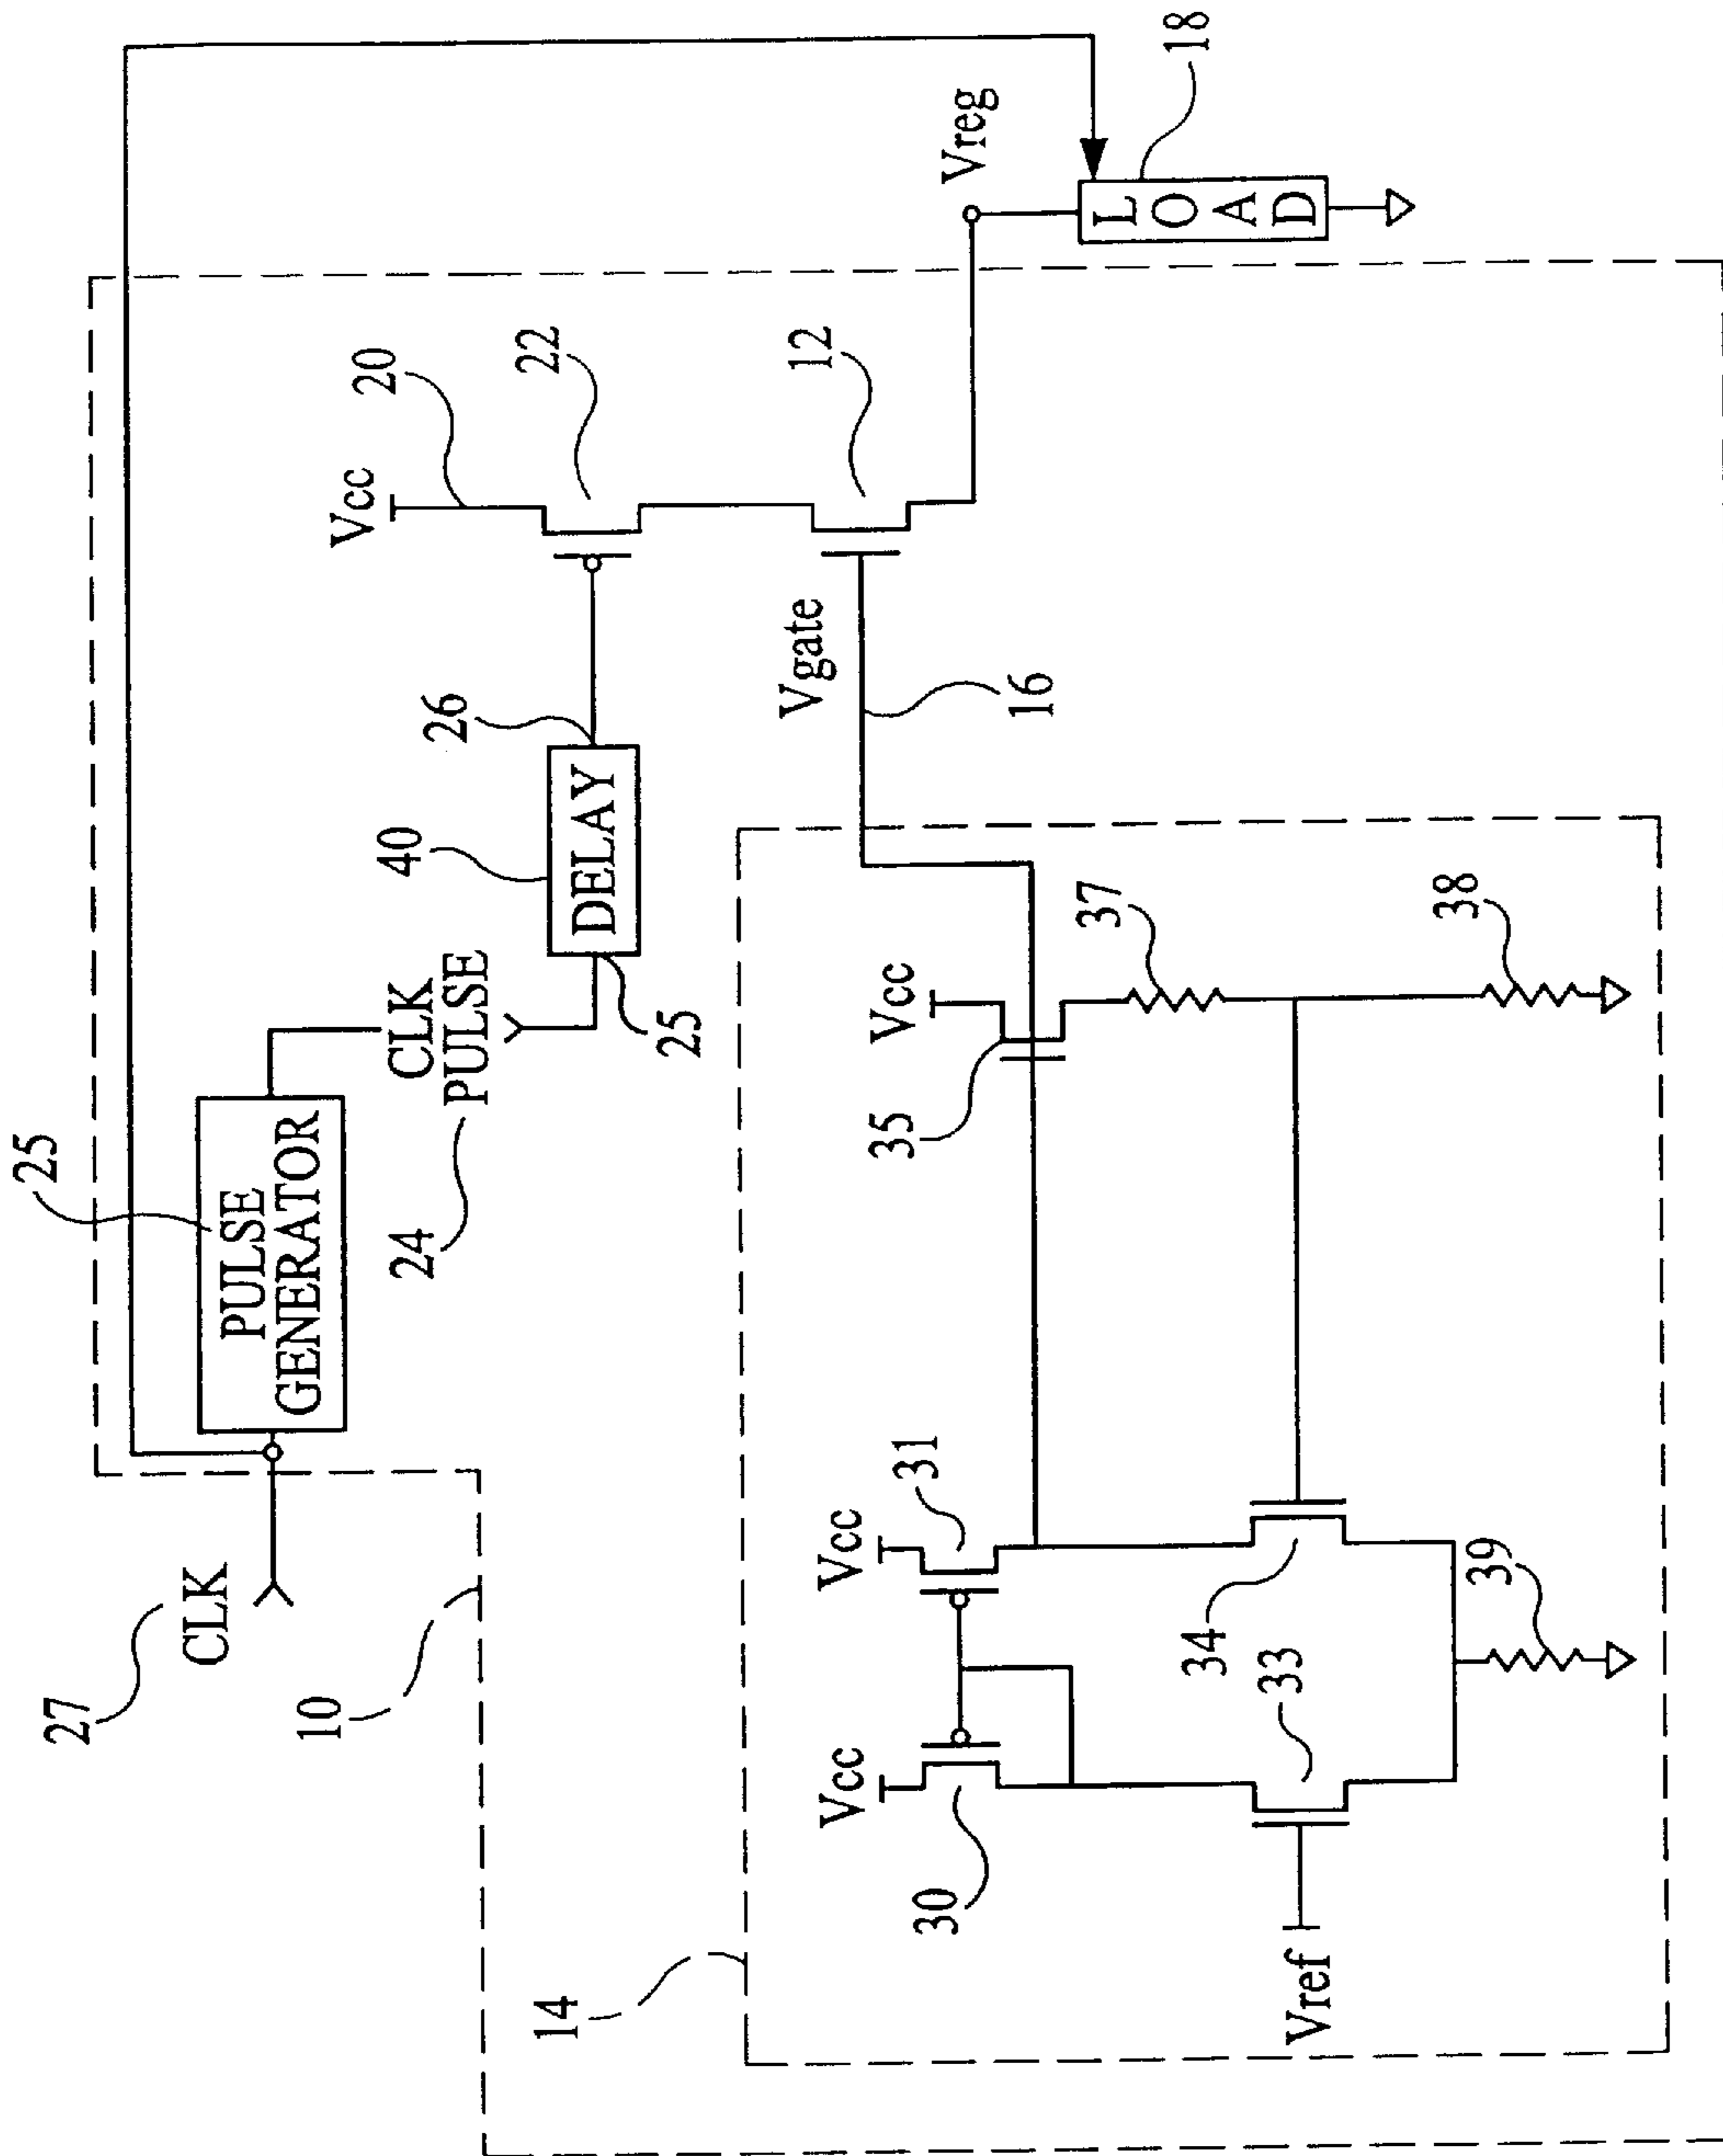 25
27
CLK
PULSE
GENERATOR
24
CLK
PULSE
25
40
DELAY
26
Vcc
20
22
12
Vgate
16
Vreg
LOAD
18
10
14
Vcc
30
Vcc
31
35
Vcc
37
38
34
33
39
Vref